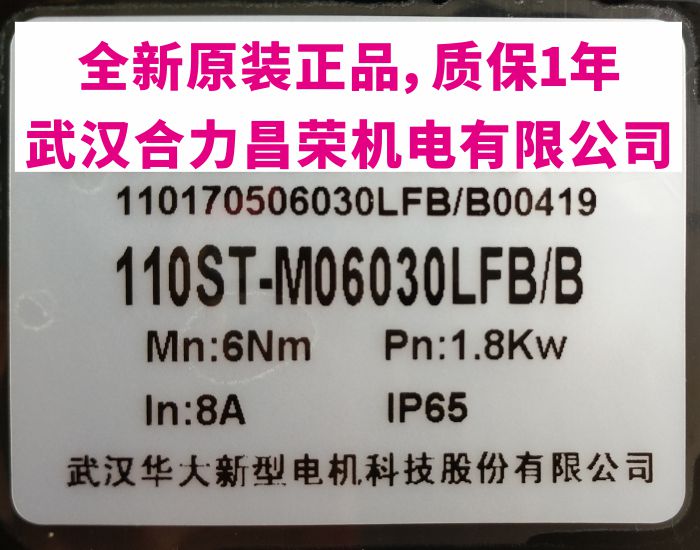 全新原装正品，质保1年
武汉合力昌荣机电有限公司
110170506030LFB/B00419
110ST-M06030LFB/B
Mn:6Nm Pn:1.8Kw
In:8A IP65
武汉华大新型电机科技股份有限公司